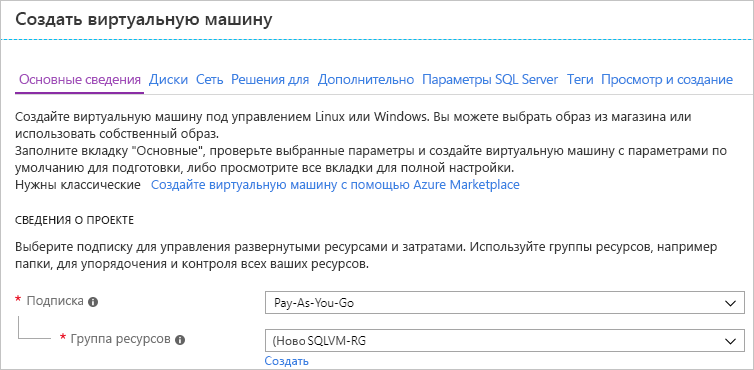 Создать виртуальную машину
Основные сведения Диски Сеть Решения для Дополнительно Параметры SQL Server Теги Просмотр и создание
Создайте виртуальную машину под управлением Linux или Windows. Вы можете выбрать образ из магазина или
использовать собственный образ.
Заполните вкладку "Основные", проверьте выбранные параметры и создайте виртуальную машину с параметрами по
умолчанию для подготовки, либо просмотрите все вкладки для полной настройки.
Нужны классические Создайте виртуальную машину с помощью Azure Marketplace
СВЕДЕНИЯ О ПРОЕКТЕ
Выберите подписку для управления развернутыми ресурсами и затратами. Используйте группы ресурсов, например
папки, для упорядочения и контроля всех ваших ресурсов.
* Подписка Pay-As-You-Go
* Группа ресурсов (Ново SQLVM-RG
Создать